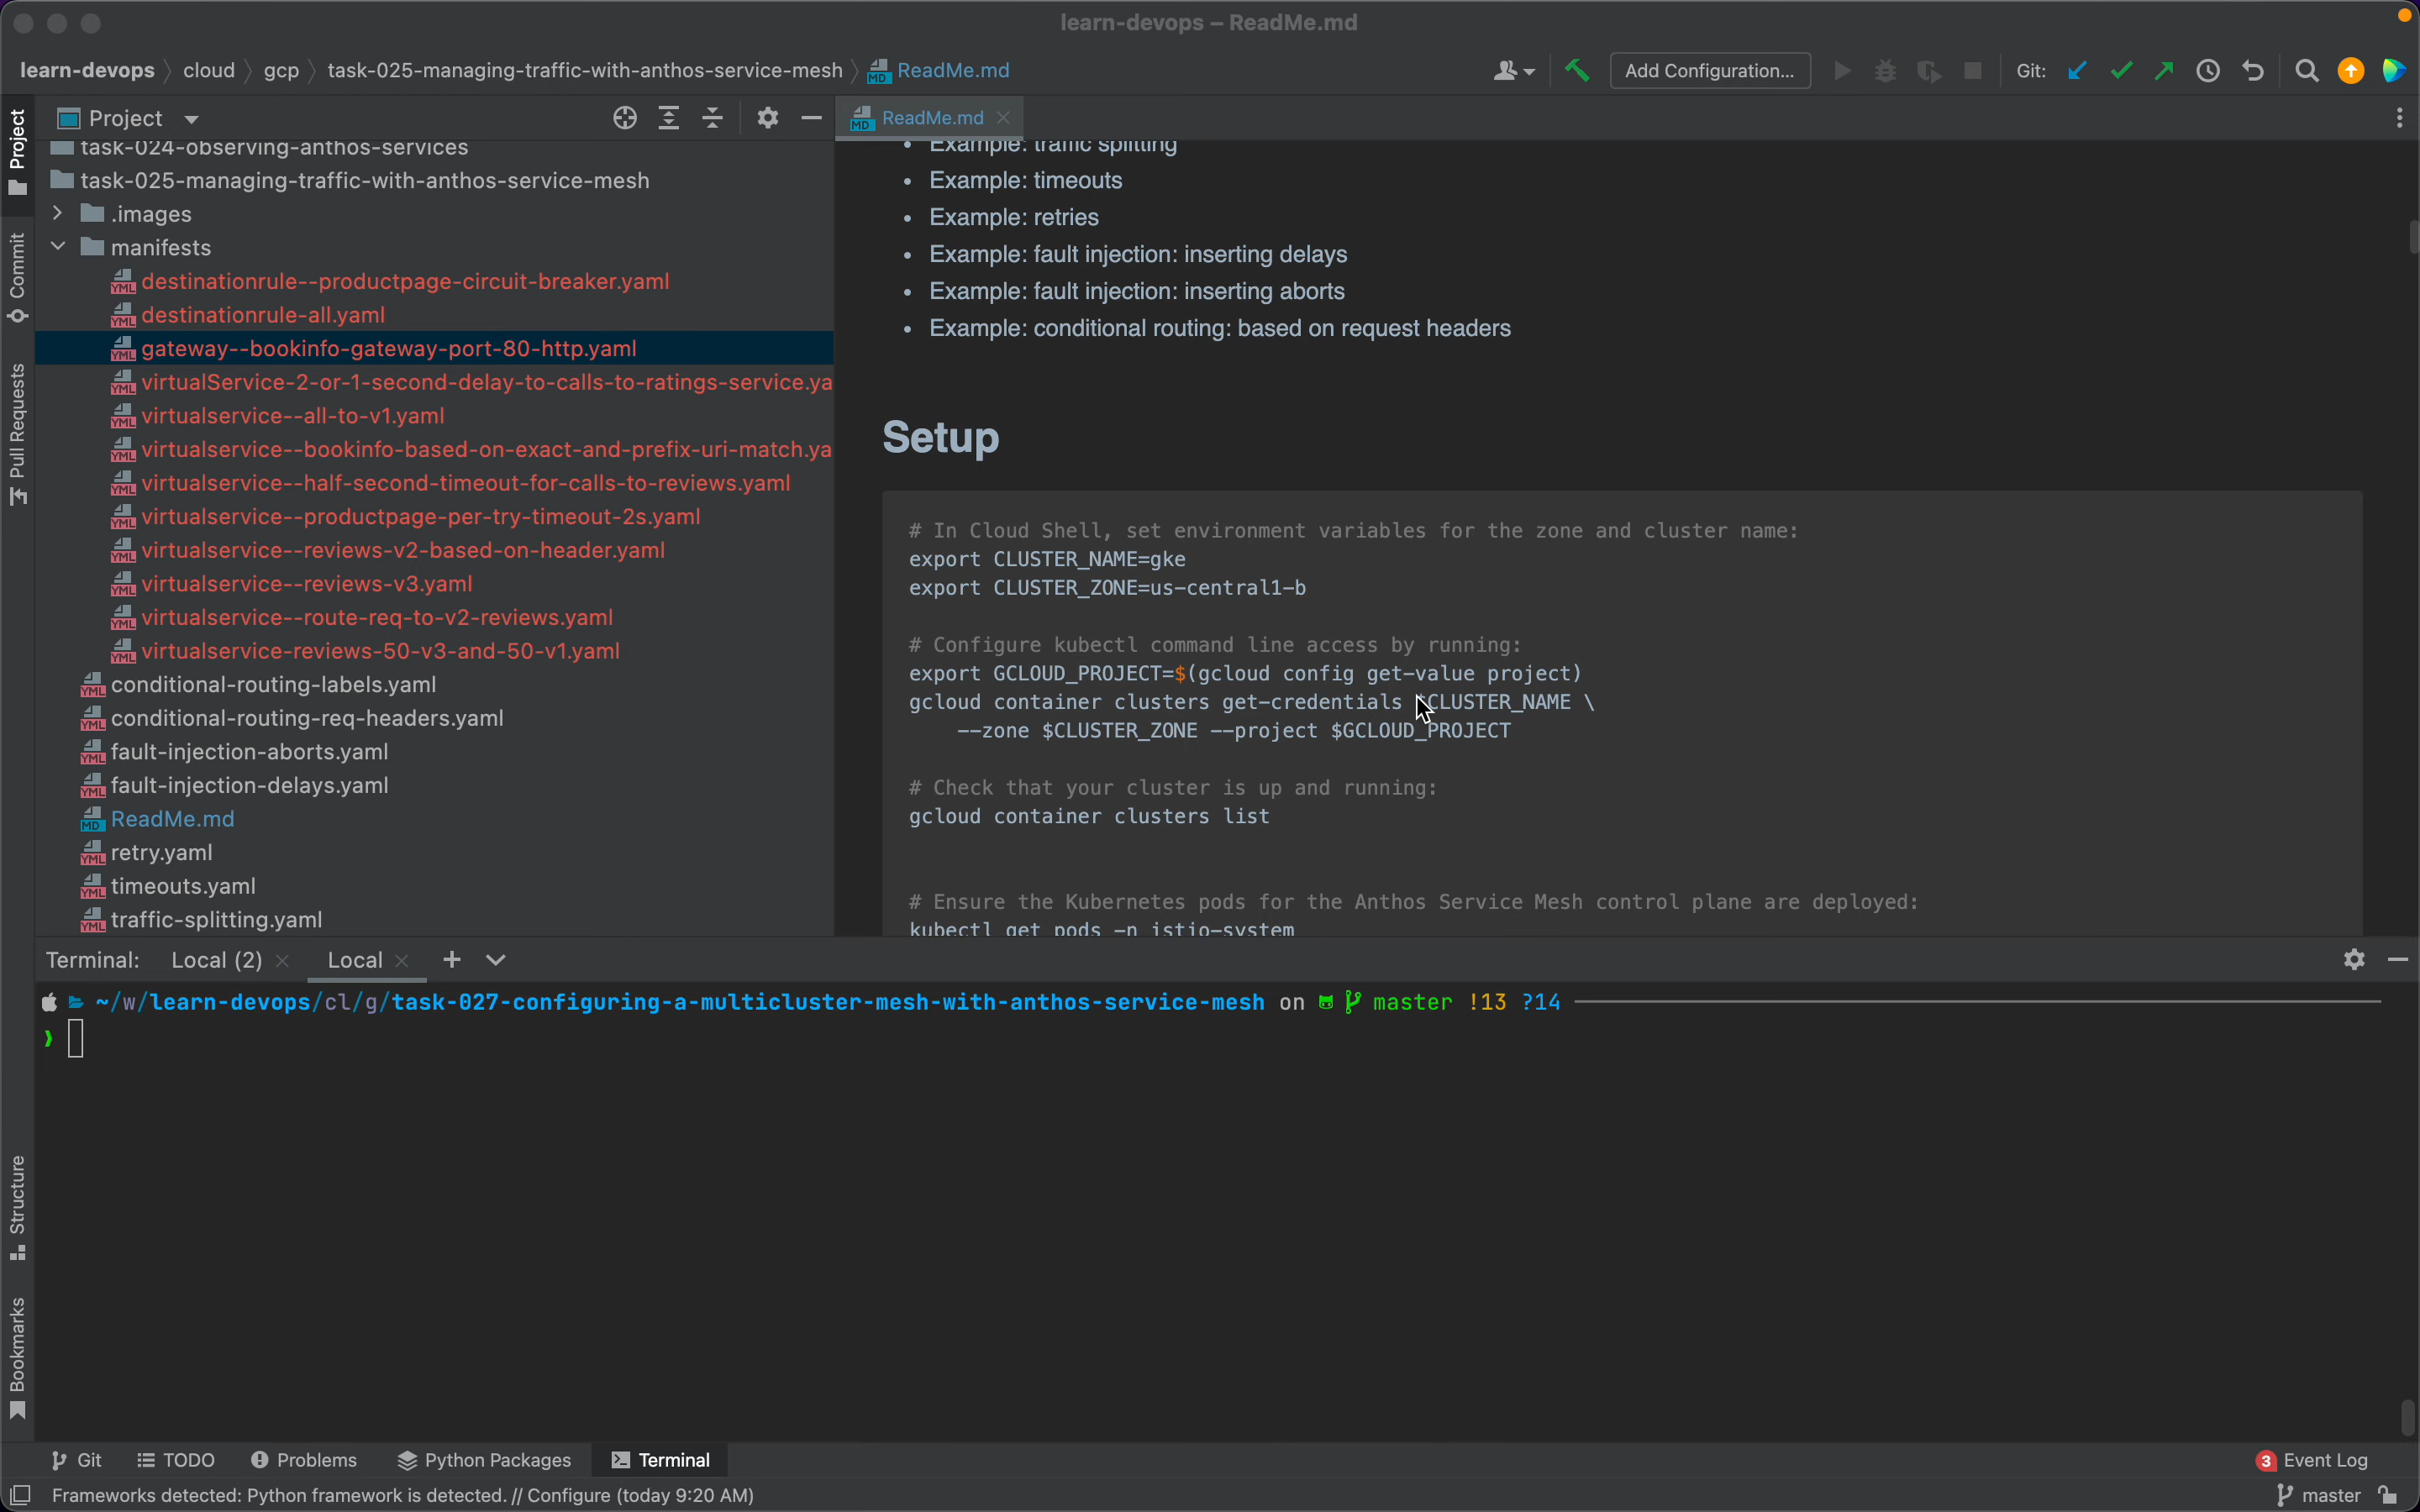 learn-devops – ReadMe.md
learn-devops cloud gcp task-025-managing-traffic-with-anthos-service-mesh ReadMe.md
Add Configuration...
Git:
Project
Commit
Pull Requests
Structure
Bookmarks
Project
task-024-observing-anthos-services
task-025-managing-traffic-with-anthos-service-mesh
.images
manifests
destinationrule--productpage-circuit-breaker.yaml
destinationrule-all.yaml
gateway--bookinfo-gateway-port-80-http.yaml
virtualService-2-or-1-second-delay-to-calls-to-ratings-service.ya
virtualservice--all-to-v1.yaml
virtualservice--bookinfo-based-on-exact-and-prefix-uri-match.ya
virtualservice--half-second-timeout-for-calls-to-reviews.yaml
virtualservice--productpage-per-try-timeout-2s.yaml
virtualservice--reviews-v2-based-on-header.yaml
virtualservice--reviews-v3.yaml
virtualservice--route-req-to-v2-reviews.yaml
virtualservice-reviews-50-v3-and-50-v1.yaml
conditional-routing-labels.yaml
conditional-routing-req-headers.yaml
fault-injection-aborts.yaml
fault-injection-delays.yaml
ReadMe.md
retry.yaml
timeouts.yaml
traffic-splitting.yaml
ReadMe.md
• Example: traffic splitting
• Example: timeouts
• Example: retries
• Example: fault injection: inserting delays
• Example: fault injection: inserting aborts
• Example: conditional routing: based on request headers
Setup
# In Cloud Shell, set environment variables for the zone and cluster name:
export CLUSTER_NAME=gke
export CLUSTER_ZONE=us-central1-b
# Configure kubectl command line access by running:
export GCLOUD_PROJECT=$(gcloud config get-value project)
gcloud container clusters get-credentials $CLUSTER_NAME \
--zone $CLUSTER_ZONE --project $GCLOUD_PROJECT
# Check that your cluster is up and running:
gcloud container clusters list
# Ensure the Kubernetes pods for the Anthos Service Mesh control plane are deployed:
kubectl get pods -n istio-system
Terminal: Local (2) Local
~/w/learn-devops/cl/g/task-027-configuring-a-multicluster-mesh-with-anthos-service-mesh on master !13 ?14
❯
Git TODO Problems Python Packages Terminal 3 Event Log
Frameworks detected: Python framework is detected. // Configure (today 9:20 AM) master